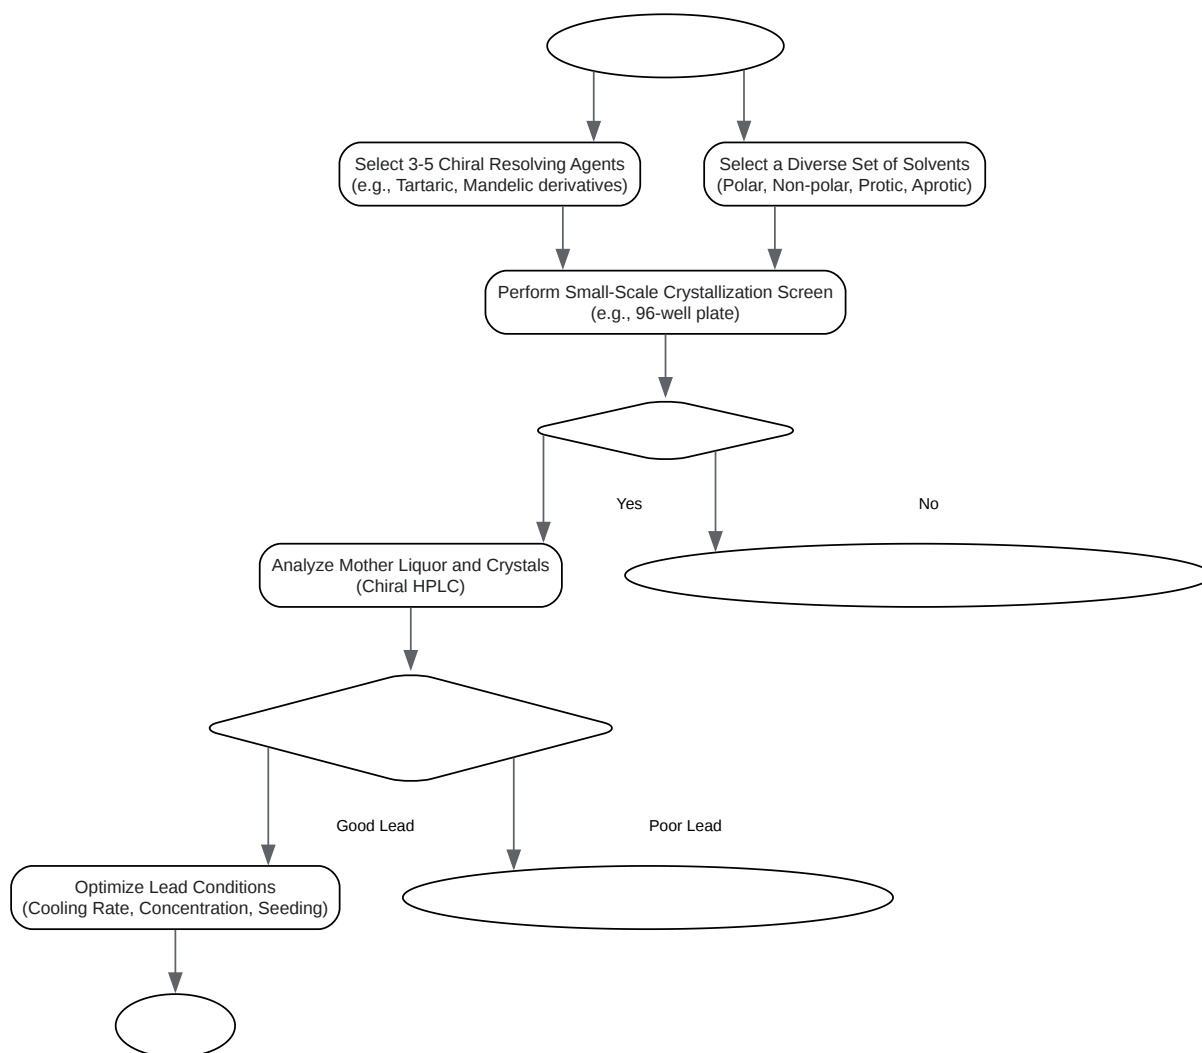 Select 3-5 Chiral Resolving Agents
(e.g., Tartaric, Mandelic derivatives)
Select a Diverse Set of Solvents
(Polar, Non-polar, Protic, Aprotic)
Perform Small-Scale Crystallization Screen
(e.g., 96-well plate)
Yes
No
Analyze Mother Liquor and Crystals
(Chiral HPLC)
Good Lead
Poor Lead
Optimize Lead Conditions
(Cooling Rate, Concentration, Seeding)